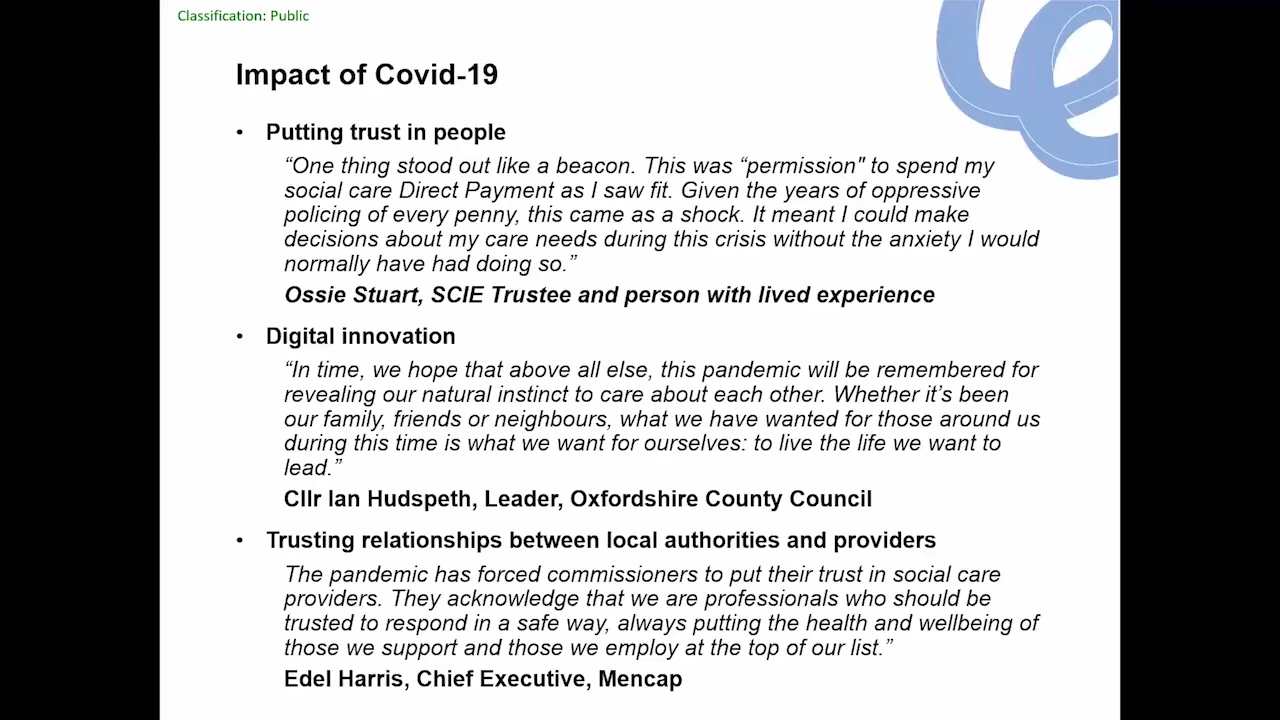 Classification: Public
Impact of Covid-19
• Putting trust in people
“One thing stood out like a beacon. This was “permission" to spend my
social care Direct Payment as I saw fit. Given the years of oppressive
policing of every penny, this came as a shock. It meant I could make
decisions about my care needs during this crisis without the anxiety I would
normally have had doing so.”
Ossie Stuart, SCIE Trustee and person with lived experience
• Digital innovation
“In time, we hope that above all else, this pandemic will be remembered for
revealing our natural instinct to care about each other. Whether it’s been
our family, friends or neighbours, what we have wanted for those around us
during this time is what we want for ourselves: to live the life we want to
lead.”
Cllr Ian Hudspeth, Leader, Oxfordshire County Council
• Trusting relationships between local authorities and providers
The pandemic has forced commissioners to put their trust in social care
providers. They acknowledge that we are professionals who should be
trusted to respond in a safe way, always putting the health and wellbeing of
those we support and those we employ at the top of our list.”
Edel Harris, Chief Executive, Mencap